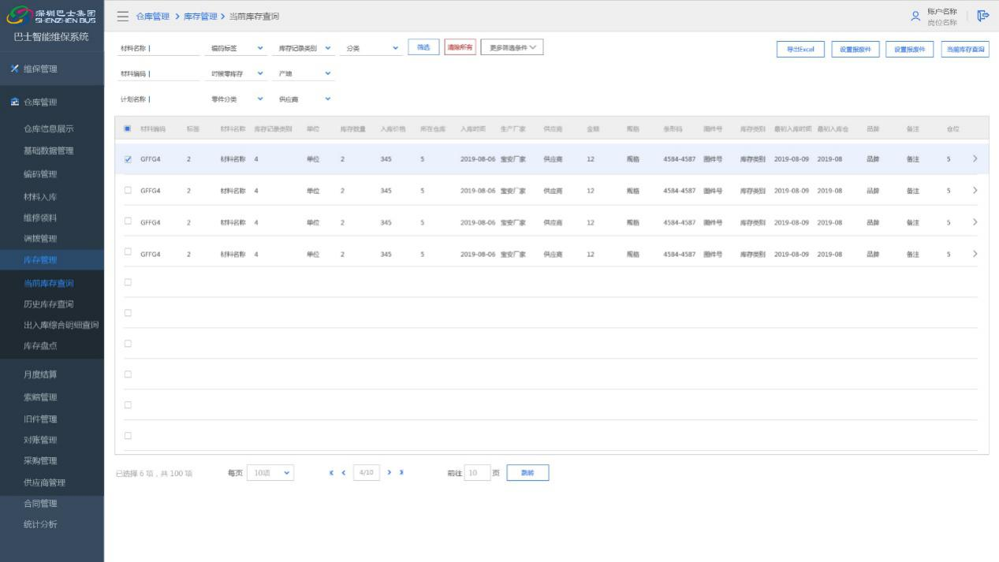 深圳巴士集团
SHENZHEN BUS
巴士智能维保系统
维保管理
仓库管理
仓库信息展示
基础数据管理
编码管理
材料入库
维修领料
调拨管理
库存管理
当前库存查询
历史库存查询
出入库综合明细查询
库存盘点
月度结算
索赔管理
旧件管理
对账管理
采购管理
供应商管理
合同管理
统计分析
仓库管理 > 库存管理 > 当前库存查询
账户名称
岗位名称
材料名称 编码标签 库存记录类别 分类 筛选 清除所有 更多筛选条件
导出Excel 设置报废件 设置报废件 当前库存查询
材料编码 时候零库存 产地
计划名称 零件分类 供应商
材料编码 标签 材料名称 库存记录类别 单位 库存数量 入库价格 所在仓库 入库时间 生产厂家 供应商 金额 规格 条形码 图件号 库存类别 最初入库时间 最初入库仓 品牌 备注 仓位
GFFG4 2 材料名称 4 单位 2 345 5 2019-08-06 宝安厂家 供应商 12 规格 4584-4587 图件号 库存类别 2019-08-09 2019-08 品牌 备注 5
GFFG4 2 材料名称 4 单位 2 345 5 2019-08-06 宝安厂家 供应商 12 规格 4584-4587 图件号 库存类别 2019-08-09 2019-08 品牌 备注 5
GFFG4 2 材料名称 4 单位 2 345 5 2019-08-06 宝安厂家 供应商 12 规格 4584-4587 图件号 库存类别 2019-08-09 2019-08 品牌 备注 5
GFFG4 2 材料名称 4 单位 2 345 5 2019-08-06 宝安厂家 供应商 12 规格 4584-4587 图件号 库存类别 2019-08-09 2019-08 品牌 备注 5
已选择 6 项，共 100 项 每页 10项 4/10 前往 10 页 跳转